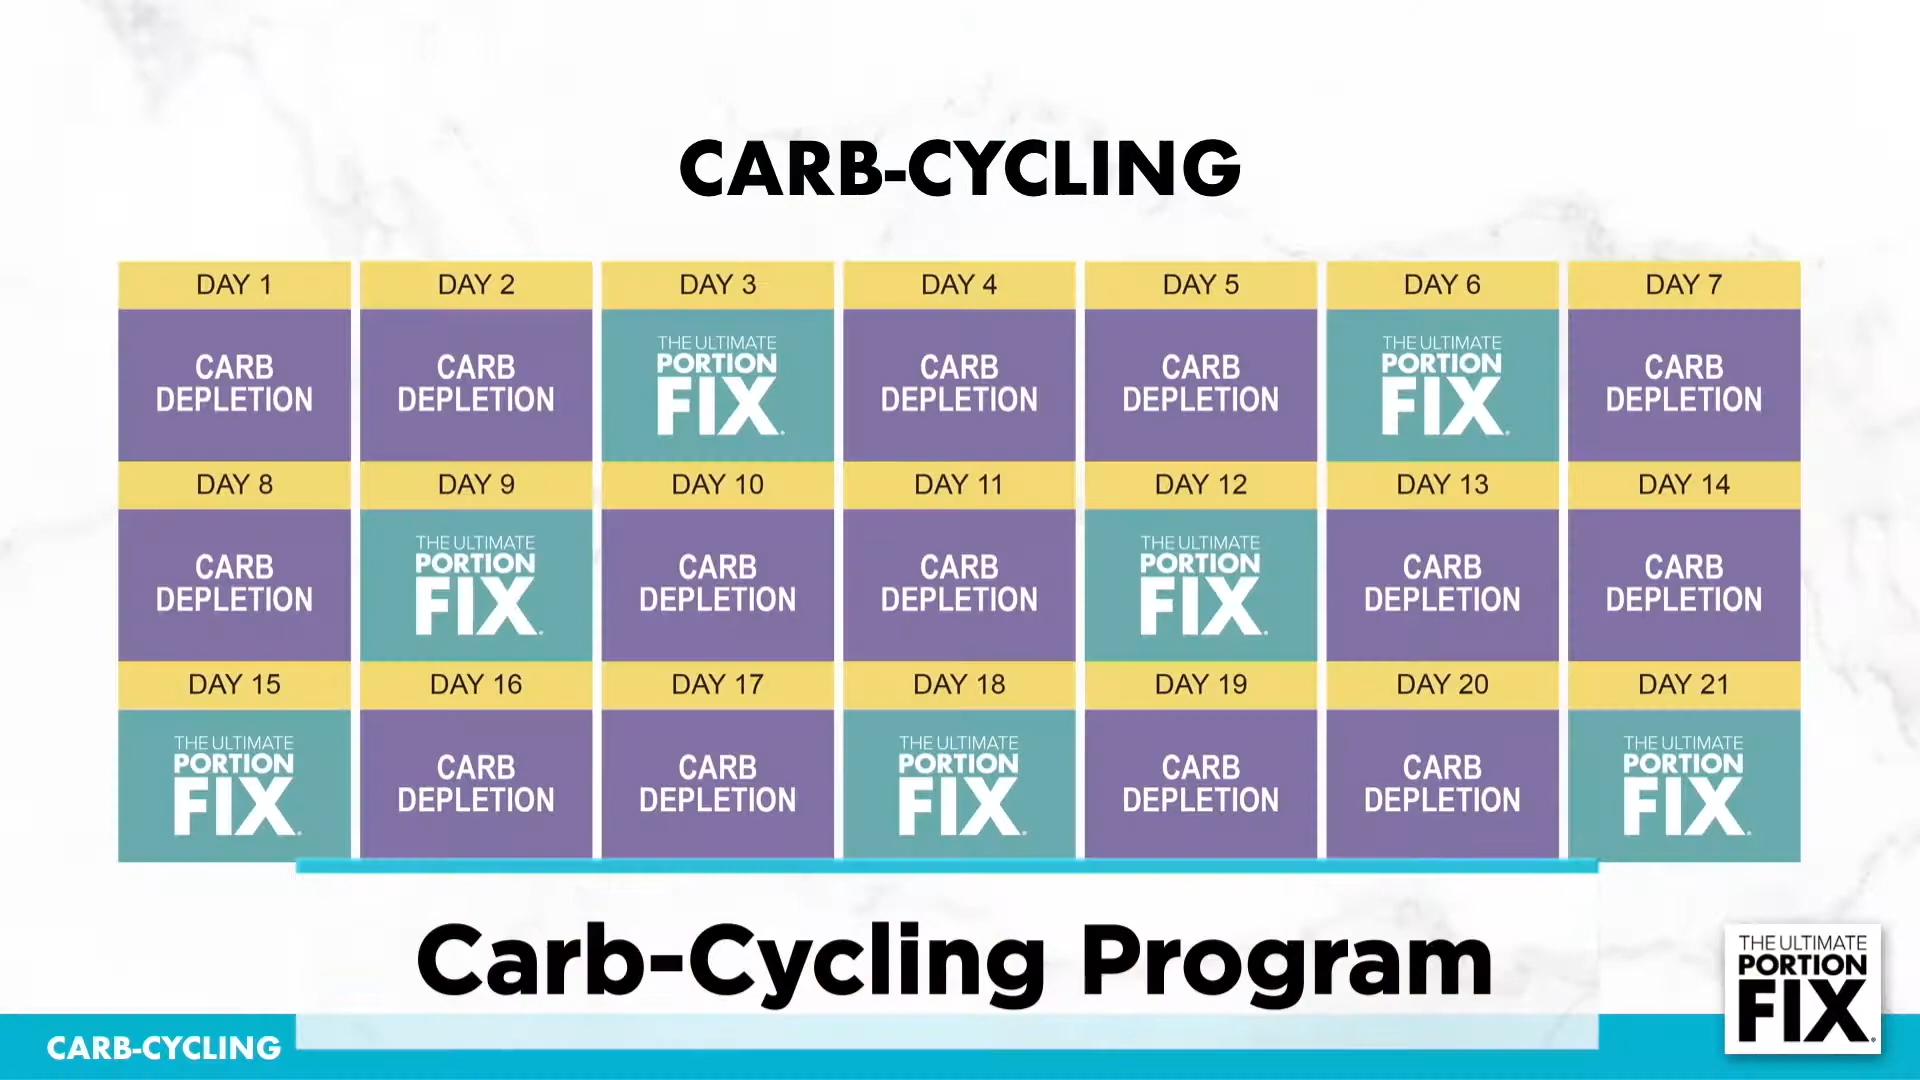 CARB-CYCLING
DAY 1 DAY 2 DAY 3 DAY 4 DAY 5 DAY 6 DAY 7
CARB DEPLETION
CARB DEPLETION
THE ULTIMATE PORTION FIX.
CARB DEPLETION
CARB DEPLETION
THE ULTIMATE PORTION FIX.
CARB DEPLETION
DAY 8 DAY 9 DAY 10 DAY 11 DAY 12 DAY 13 DAY 14
CARB DEPLETION
THE ULTIMATE PORTION FIX.
CARB DEPLETION
CARB DEPLETION
THE ULTIMATE PORTION FIX.
CARB DEPLETION
CARB DEPLETION
DAY 15 DAY 16 DAY 17 DAY 18 DAY 19 DAY 20 DAY 21
THE ULTIMATE PORTION FIX.
CARB DEPLETION
CARB DEPLETION
THE ULTIMATE PORTION FIX.
CARB DEPLETION
CARB DEPLETION
THE ULTIMATE PORTION FIX.
Carb-Cycling Program
CARB-CYCLING
THE ULTIMATE
PORTION
FIX.